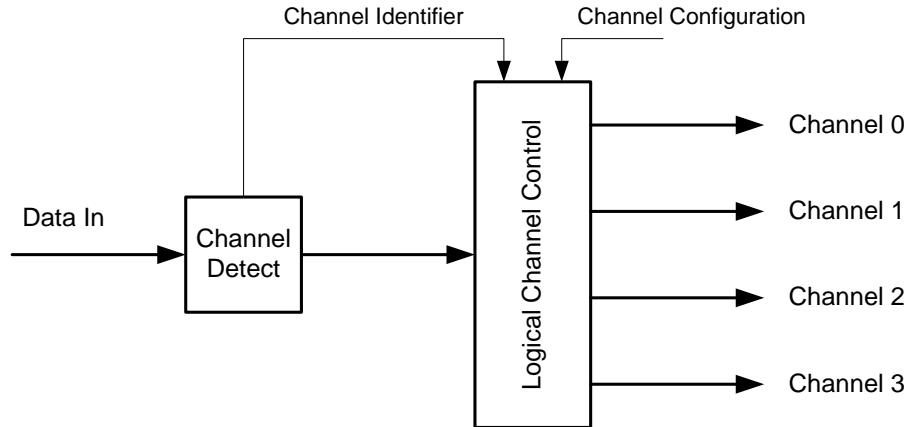 Channel Identifier
Channel Configuration
Data In
Channel
Detect
Logical Channel Control
Channel 0
Channel 1
Channel 2
Channel 3